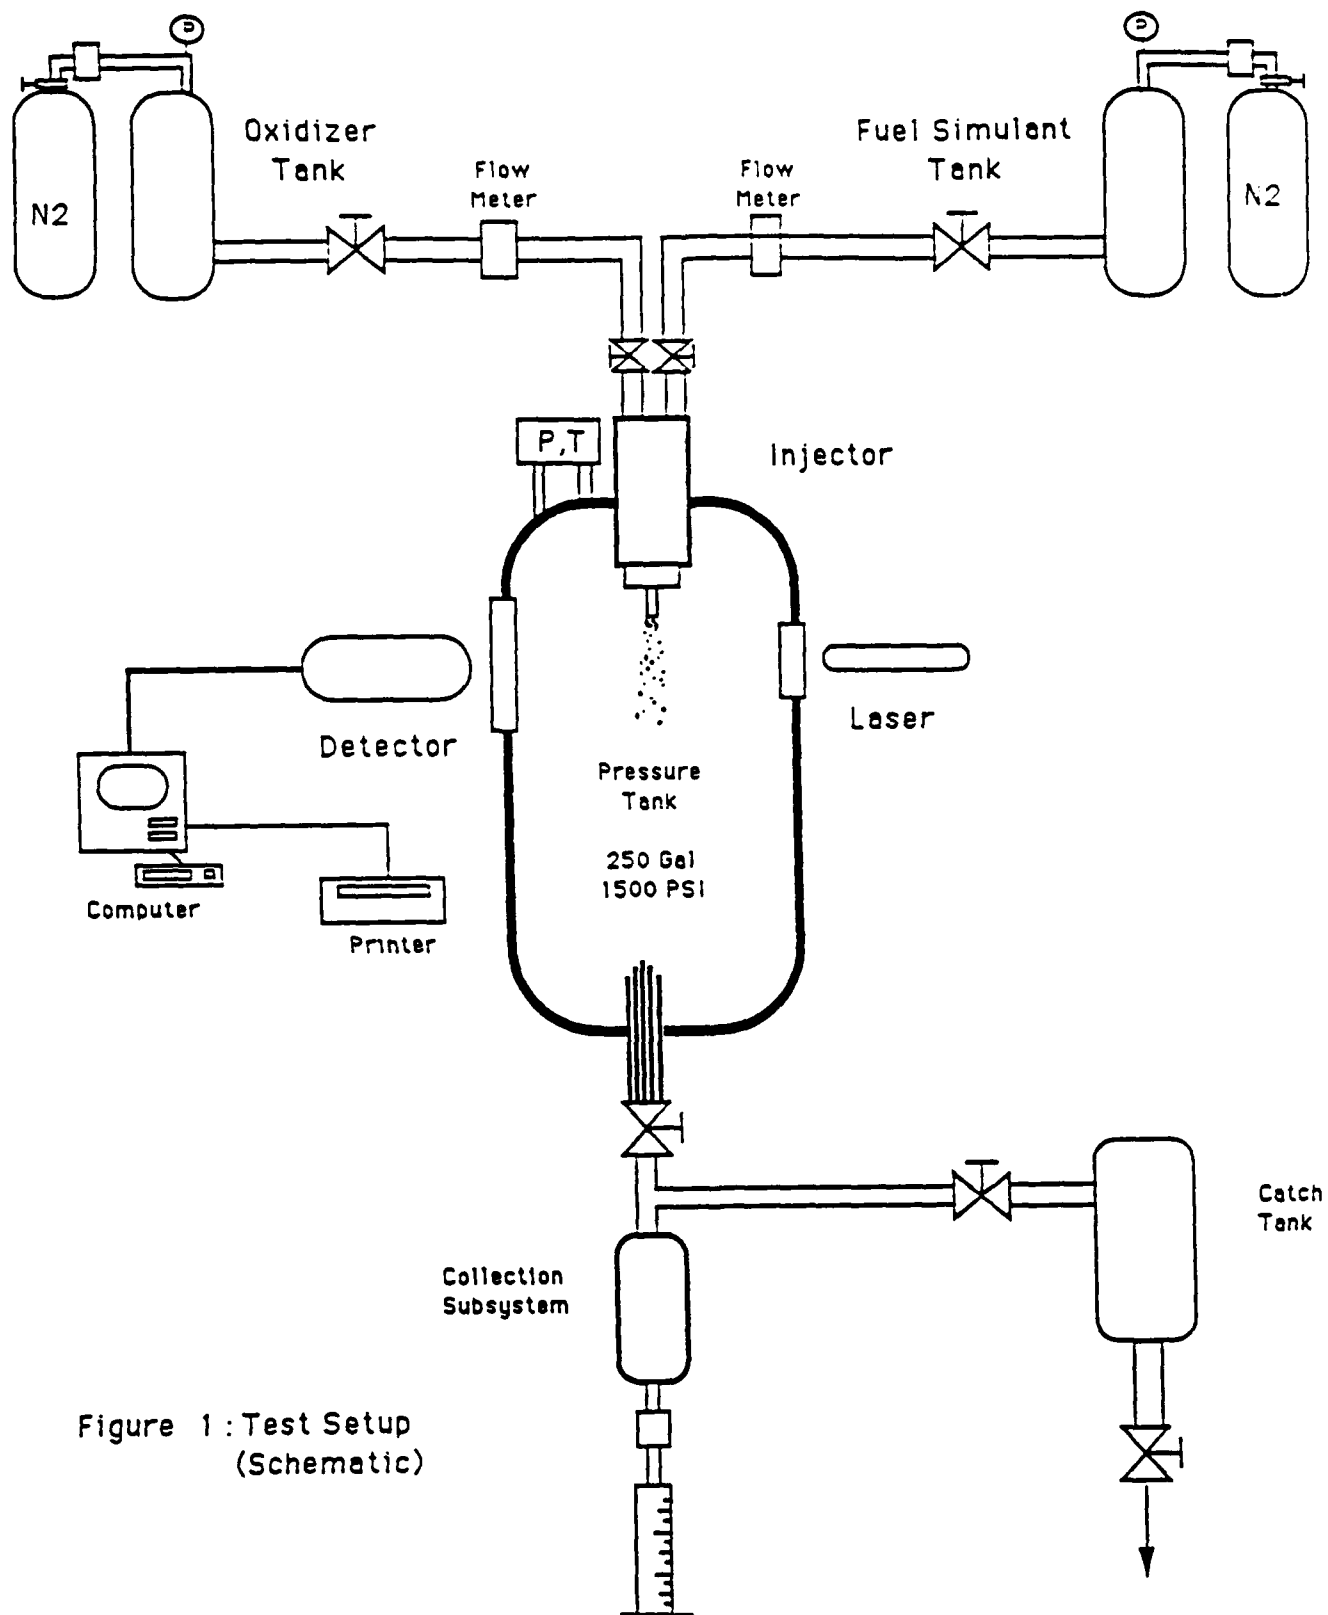 Oxidizer
Tank
Fuel Simulant
Tank
Flow
Meter
Flow
Meter
N2
N2
P,T
Injector
Detector
Laser
Pressure
Tank
250 Gal
1500 PSI
Computer
Printer
Catch
Tank
Collection
Subsystem
Figure 1 : Test Setup
(Schematic)